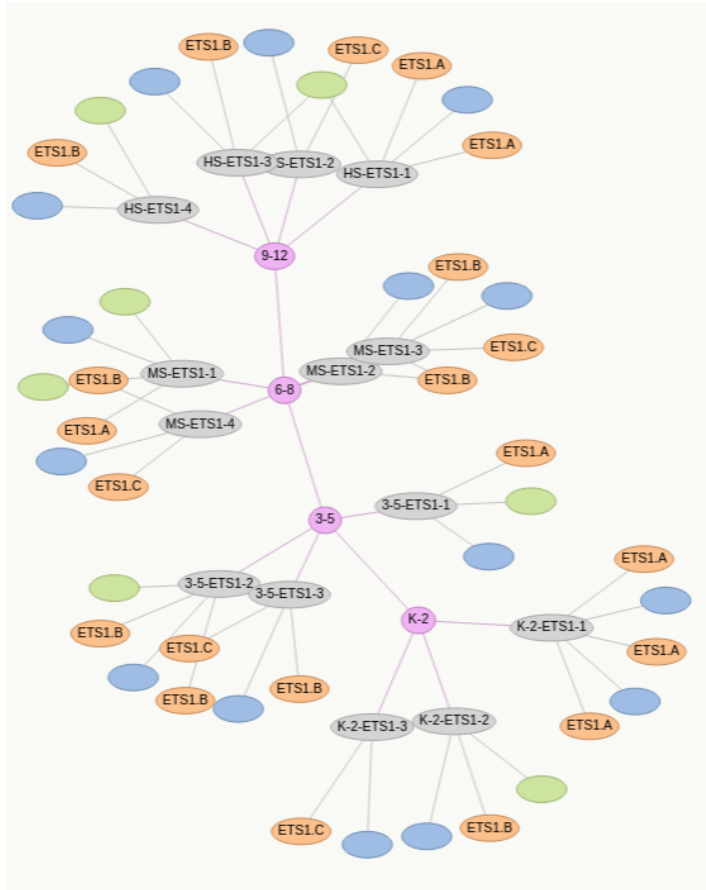 ETS1.B
ETS1.C
ETS1.A
ETS1.A
ETS1.B
HS-ETS1-3
S-ETS1-2
HS-ETS1-1
HS-ETS1-4
9-12
ETS1.B
ETS1.C
MS-ETS1-3
MS-ETS1-2
ETS1.B
MS-ETS1-1
ETS1.B
6-8
ETS1.A
MS-ETS1-4
ETS1.C
ETS1.A
3-5-ETS1-1
3-5
ETS1.A
3-5-ETS1-2
3-5-ETS1-3
K-2
K-2-ETS1-1
ETS1.B
ETS1.C
ETS1.A
ETS1.B
ETS1.B
K-2-ETS1-3
K-2-ETS1-2
ETS1.A
ETS1.C
ETS1.B